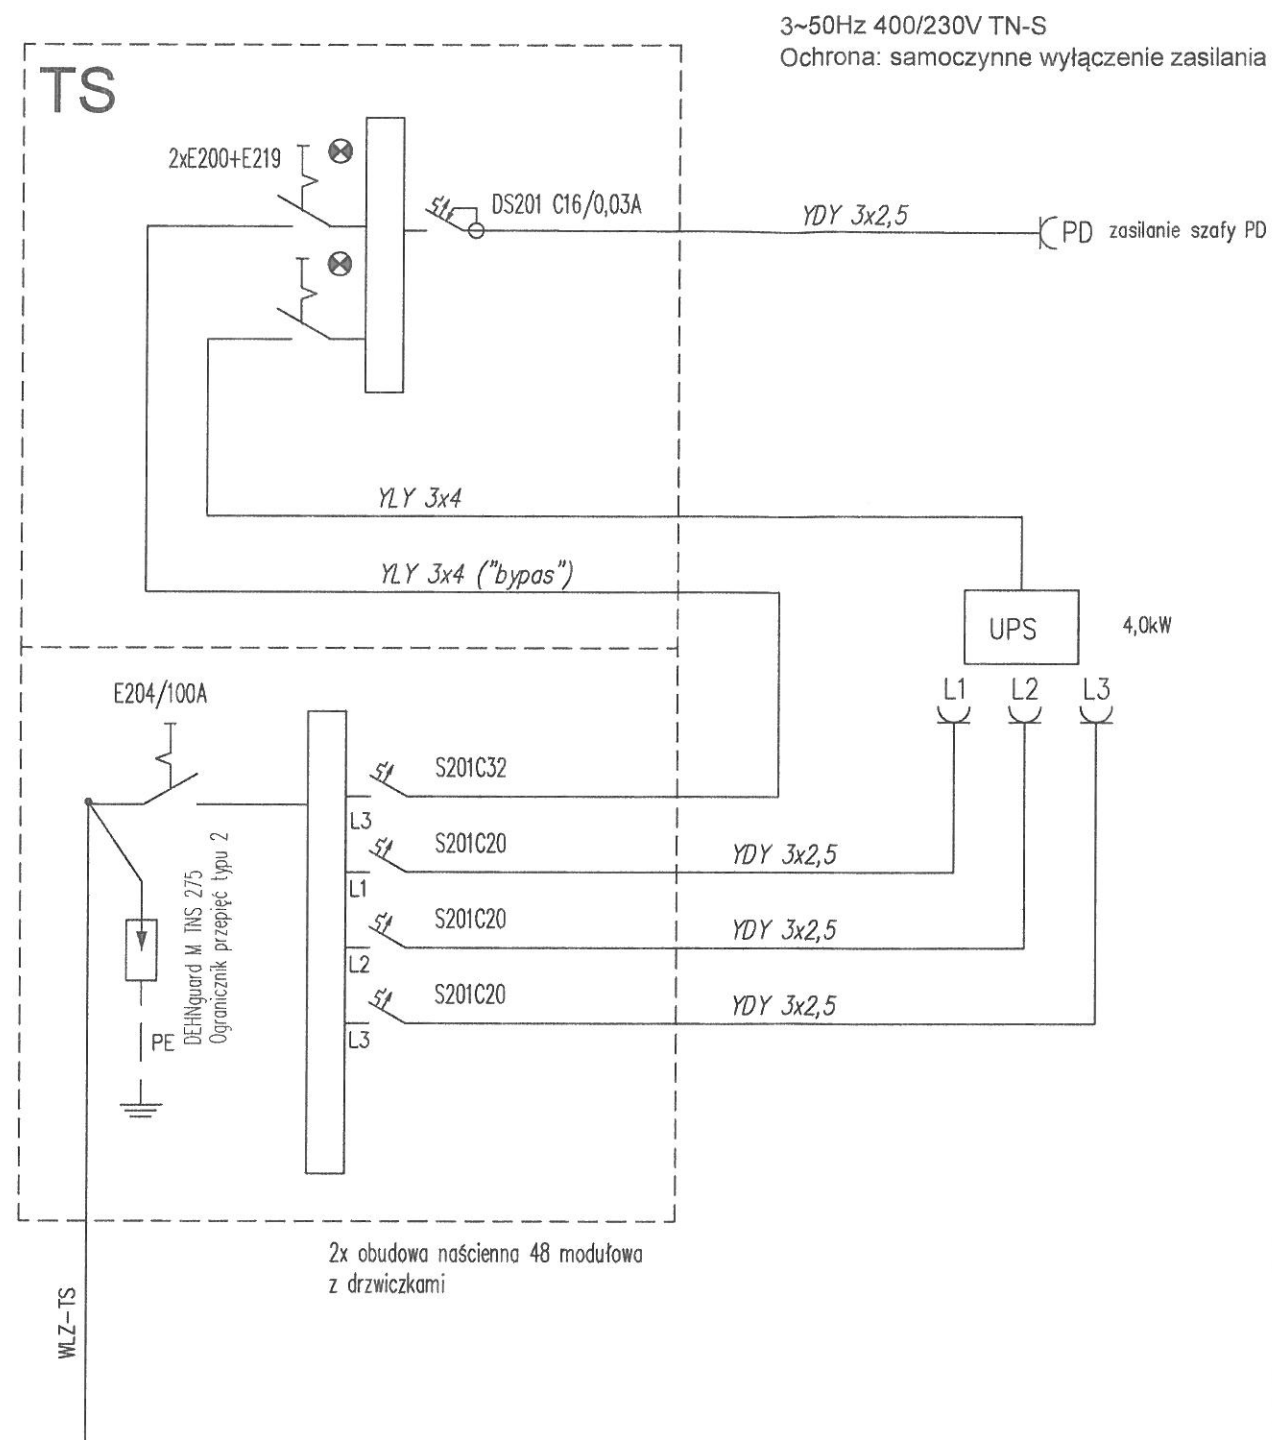 3~50Hz 400/230V TN-S
Ochrona: samoczynne wyłączenie zasilania
TS
2xE200+E219
DS201 C16/0,03A
YDY 3x2,5
PD
zasilanie szafy PD
YLY 3x4
YLY 3x4 ("bypas")
UPS
4,0kW
L1
L2
L3
E204/100A
S201C32
L3
S201C20
YDY 3x2,5
L1
S201C20
YDY 3x2,5
L2
S201C20
YDY 3x2,5
L3
PE
DEHNguard M TNS 275
Ogranicznik przepięć typu 2
2x obudowa naścienna 48 modułowa
z drzwiczkami
WLZ-TS